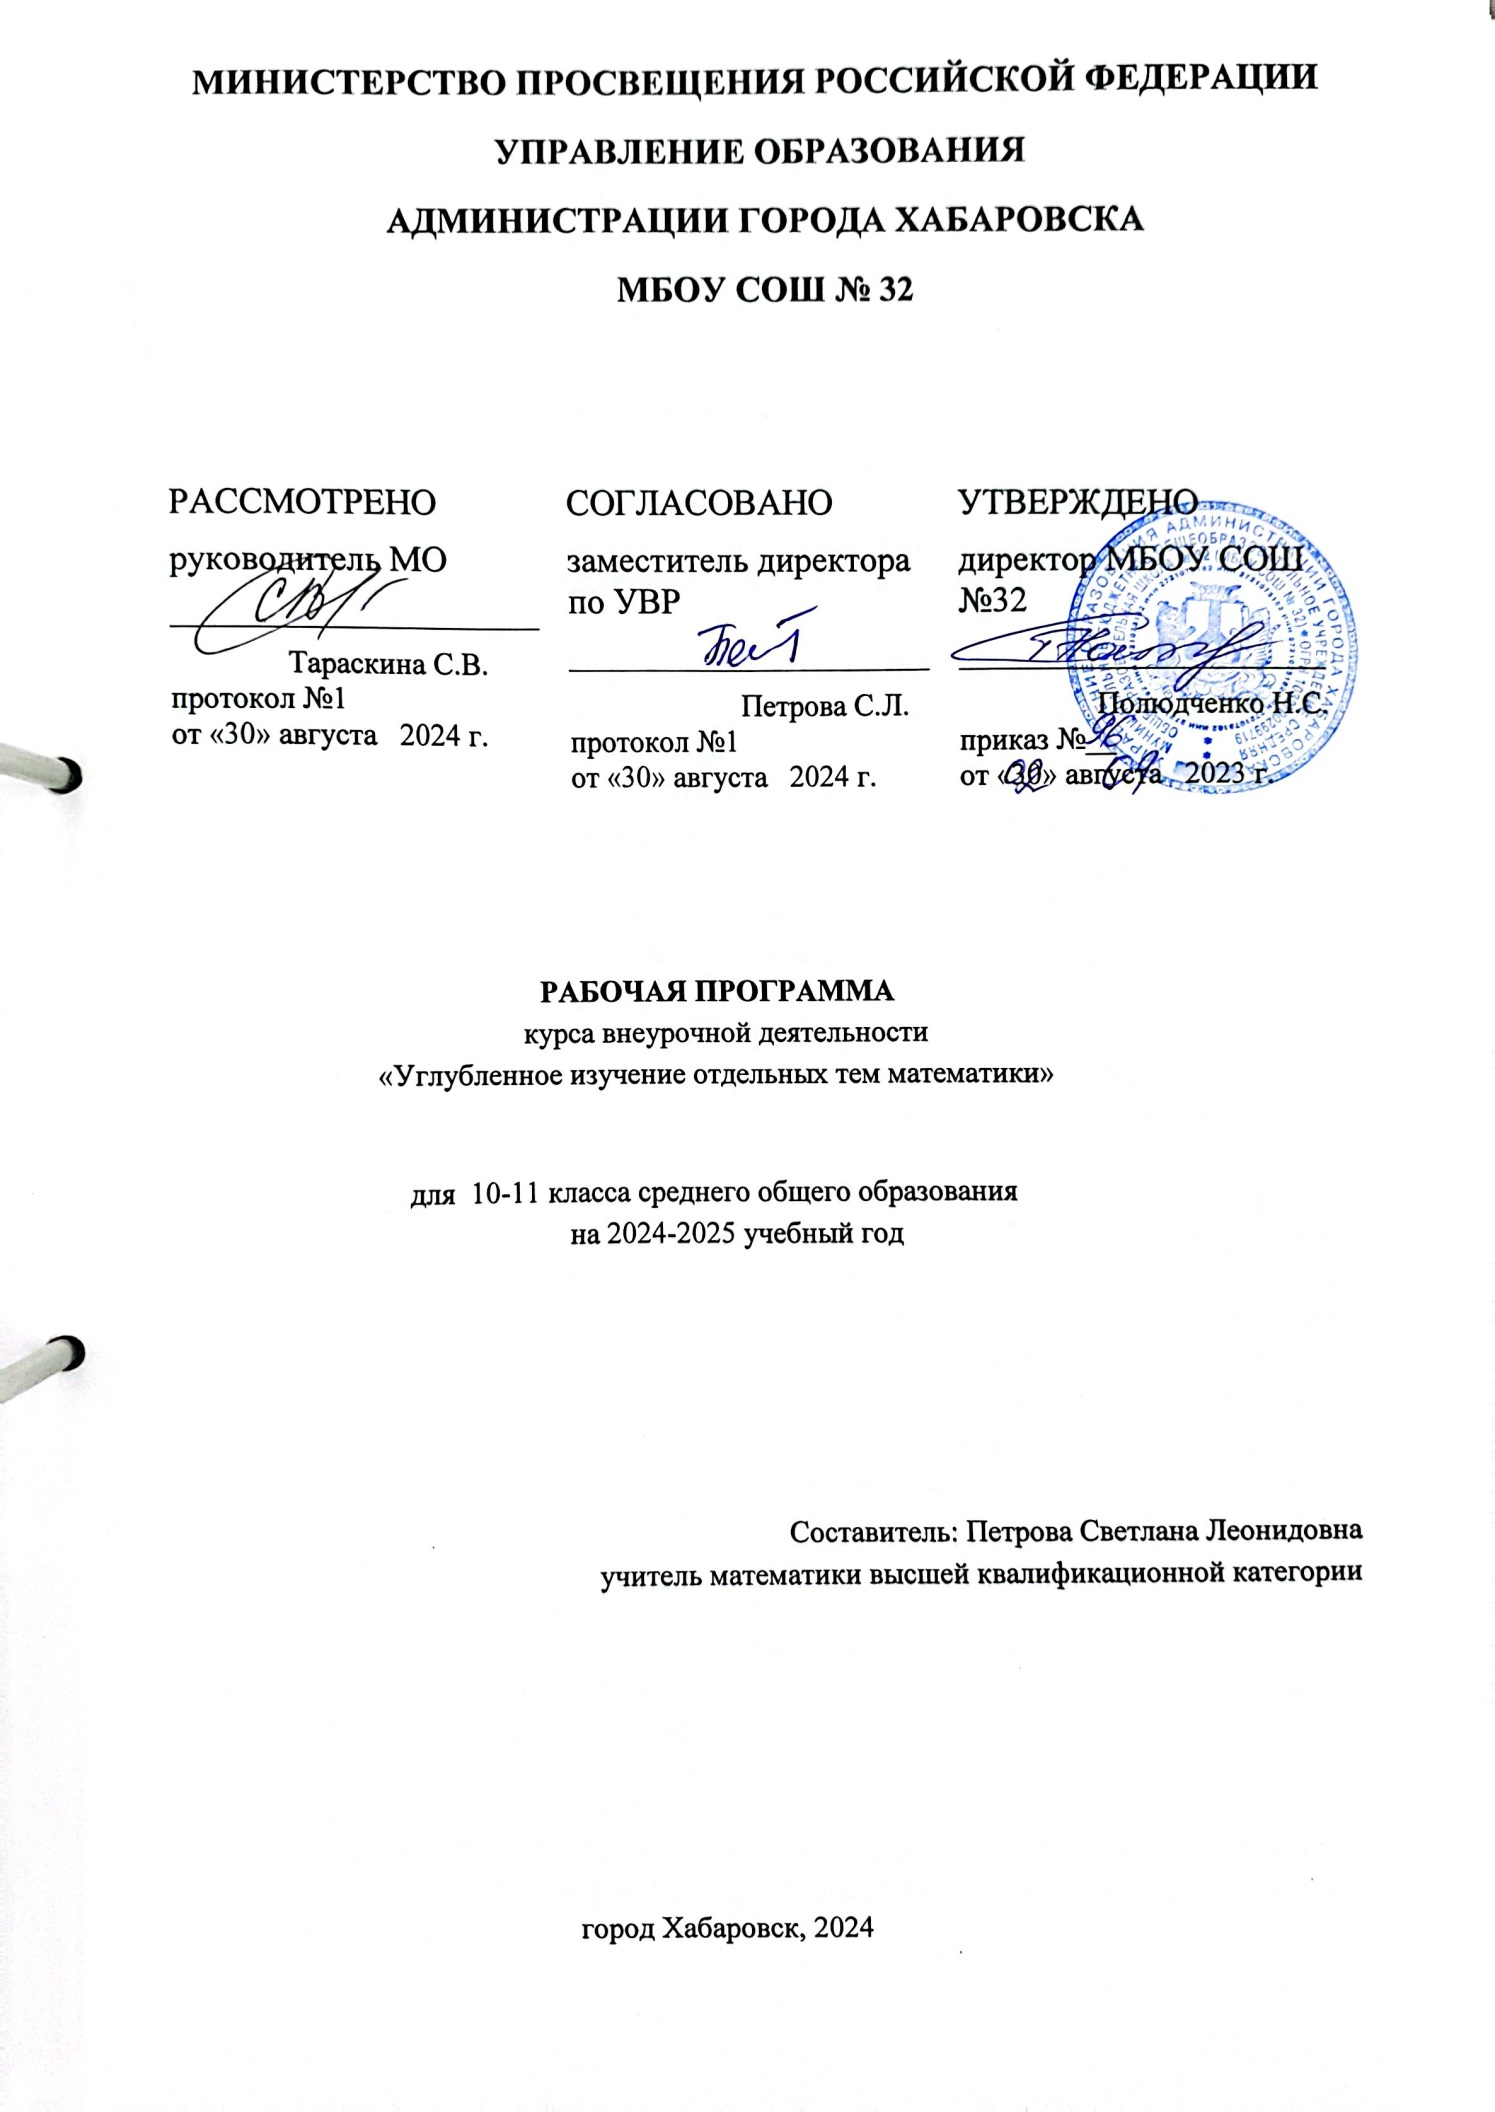 МИНИСТЕРСТВО ПРОСВЕЩЕНИЯ РОССИЙСКОЙ ФЕДЕРАЦИИ
УПРАВЛЕНИЕ ОБРАЗОВАНИЯ
АДМИНИСТРАЦИИ ГОРОДА ХАБАРОВСКА
МБОУ СОШ № 32
РАССМОТРЕНО
руководитель МО
Тараскина С.В.
протокол №1
от «30» августа 2024 г.
СОГЛАСОВАНО
заместитель директора
по УВР
Петрова С.Л.
протокол №1
от «30» августа 2024 г.
УТВЕРЖДЕНО
директор МБОУ СОШ
№32
Полюдченко Н.С.
приказ № 96
от «30» августа 2023 г.
РАБОЧАЯ ПРОГРАММА
курса внеурочной деятельности
«Углубленное изучение отдельных тем математики»
для 10-11 класса среднего общего образования
на 2024-2025 учебный год
Составитель: Петрова Светлана Леонидовна
учитель математики высшей квалификационной категории
город Хабаровск, 2024